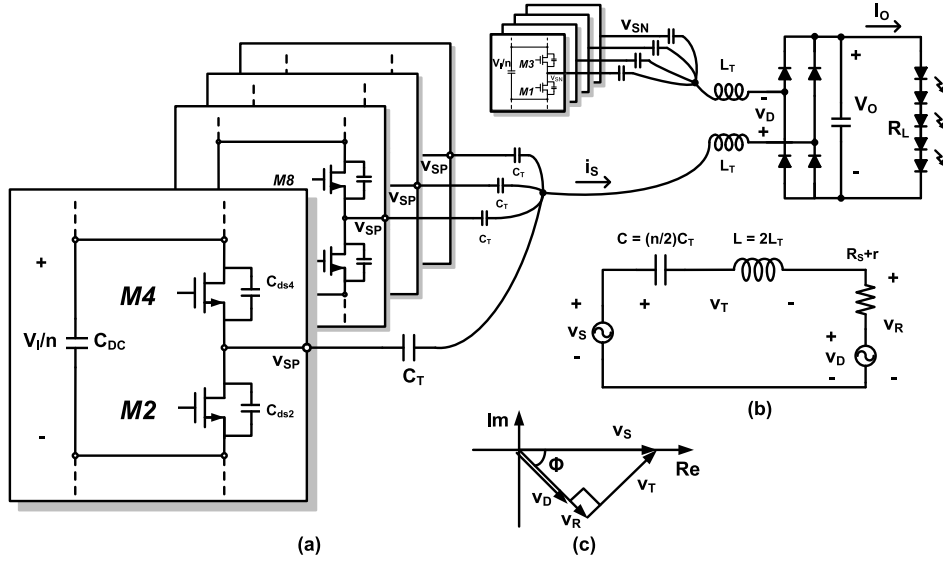 M8
v_SP
v_SP
v_SP
C_T
C_T
C_T
+
V_I/n
C_DC
-
M4
C_ds4
M2
C_ds2
v_SP
C_T
i_S
(a)
v_SN
V_I/n
M3
M1
v_SN
L_T
L_T
-
v_D
+
I_O
+
V_O
-
R_L
C = (n/2)C_T
L = 2L_T
R_S+r
+
v_S
-
+
v_T
-
+
v_R
-
+
v_D
-
(b)
Im
v_S
Re
Φ
v_D
v_R
v_T
(c)